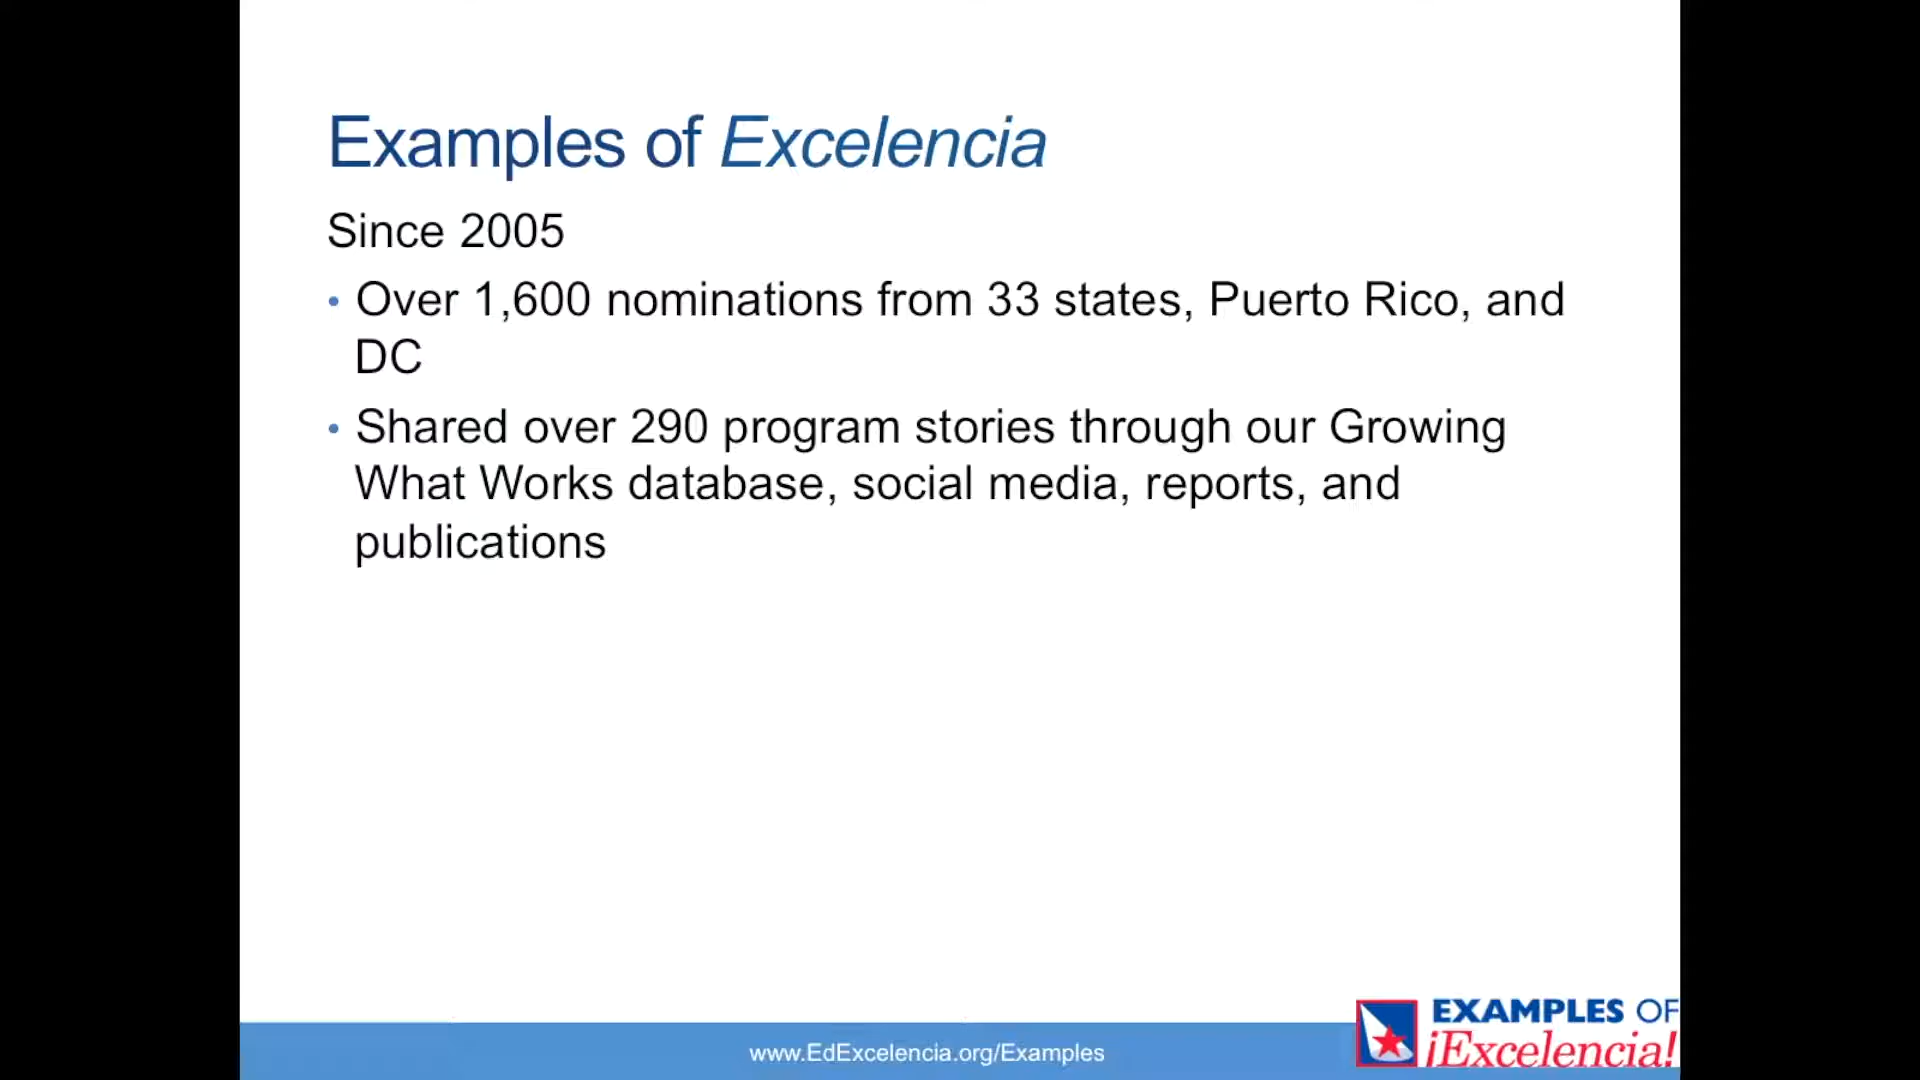 Examples of Excelencia
Since 2005
• Over 1,600 nominations from 33 states, Puerto Rico, and
DC
• Shared over 290 program stories through our Growing
What Works database, social media, reports, and
publications
www.EdExcelencia.org/Examples
EXAMPLES OF
¡Excelencia!